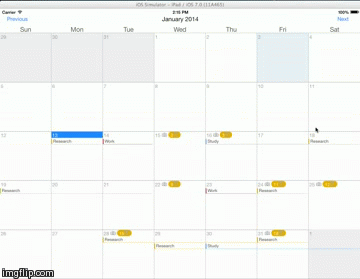 iOS Simulator - iPad / iOS 7.0 (11A465)
Carrier 2:15 PM 100%
Previous January 2014 Next
Sun Mon Tue Wed Thu Fri Sat
29 30 31 1 2 3 4
5 6 7 8 9 10 11
12 13 14 15 16 17 18
Research Work Study Research
19 20 21 22 23 24 25
Research Work Research
26 27 28 29 30 31 1
Research Research
Research Study
imgflip.com